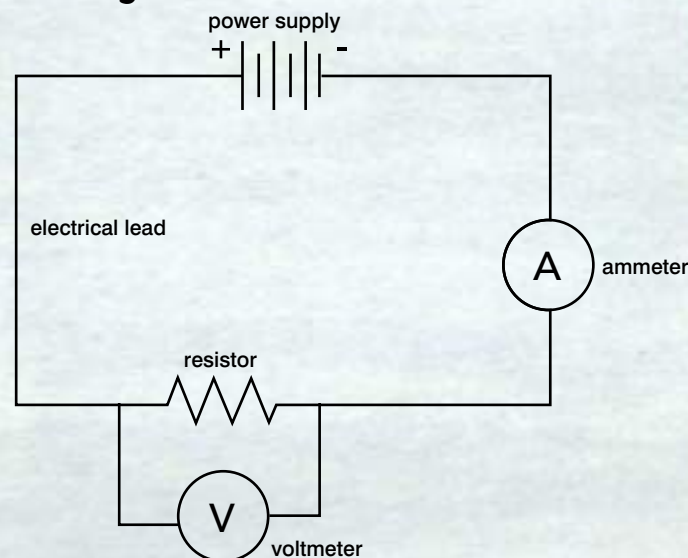 power supply
+ -
electrical lead
A
ammeter
resistor
V
voltmeter